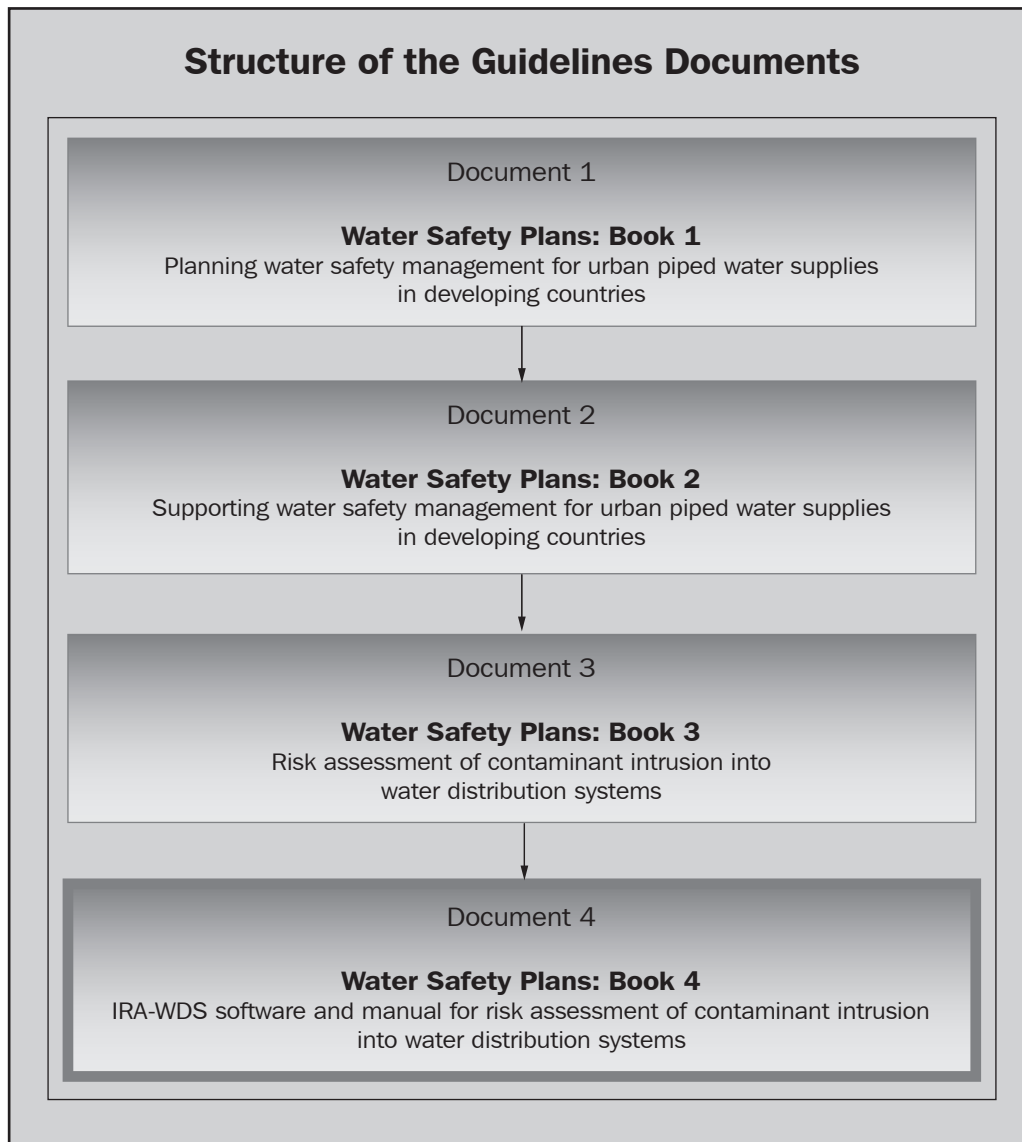 Structure of the Guidelines Documents
Document 1
Water Safety Plans: Book 1
Planning water safety management for urban piped water supplies
in developing countries
Document 2
Water Safety Plans: Book 2
Supporting water safety management for urban piped water supplies
in developing countries
Document 3
Water Safety Plans: Book 3
Risk assessment of contaminant intrusion into
water distribution systems
Document 4
Water Safety Plans: Book 4
IRA-WDS software and manual for risk assessment of contaminant intrusion
into water distribution systems